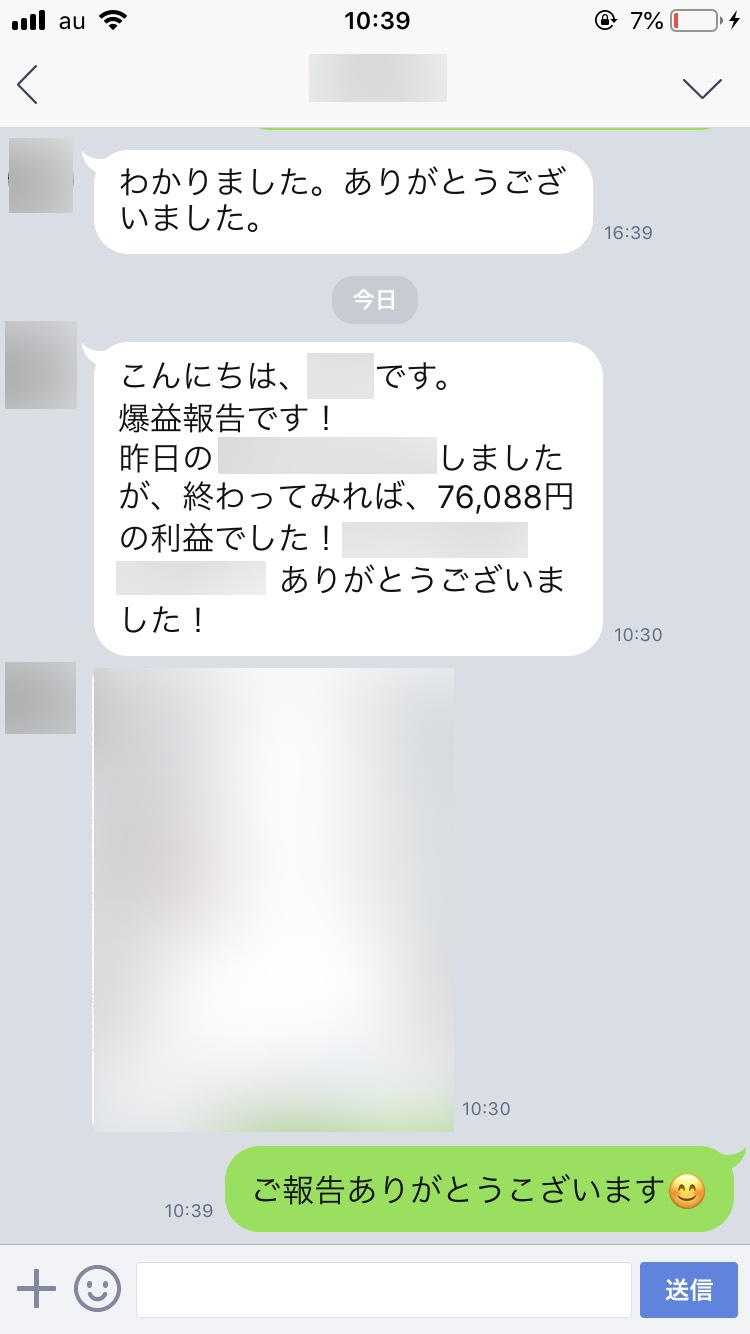 au 10:39 7%
わかりました。ありがとうござ
いました。
16:39
今日
こんにちは、です。
爆益報告です！
昨日のしました
が、終わってみれば、76,088円
の利益でした！
ありがとうございま
した！
10:30
10:30
ご報告ありがとうこざいます😊
10:39
送信